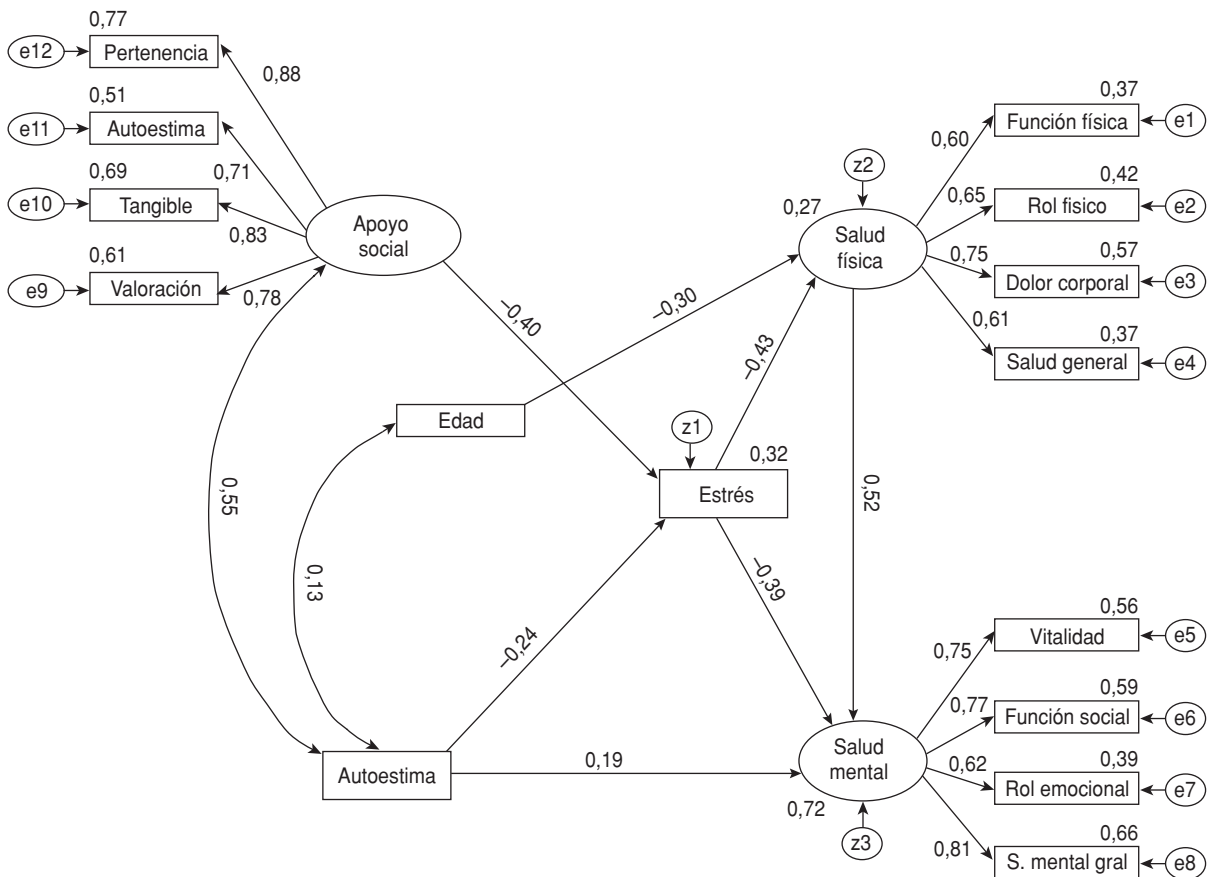 0,77
e12
Pertenencia
0,88
0,51
e11
Autoestima
0,71
0,69
e10
Tangible
0,83
0,61
e9
Valoración
0,78
Apoyo
social
z2
0,27
Salud
física
0,37
Función física
e1
0,60
0,42
Rol fisico
e2
0,65
0,57
Dolor corporal
e3
0,75
0,37
Salud general
e4
0,61
–0,40
–0,30
–0,43
Edad
z1
0,32
Estrés
0,55
0,13
0,52
–0,24
–0,39
Autoestima
0,19
Salud
mental
0,72
z3
0,56
Vitalidad
e5
0,75
0,59
Función social
e6
0,77
0,39
Rol emocional
e7
0,62
0,66
S. mental gral
e8
0,81